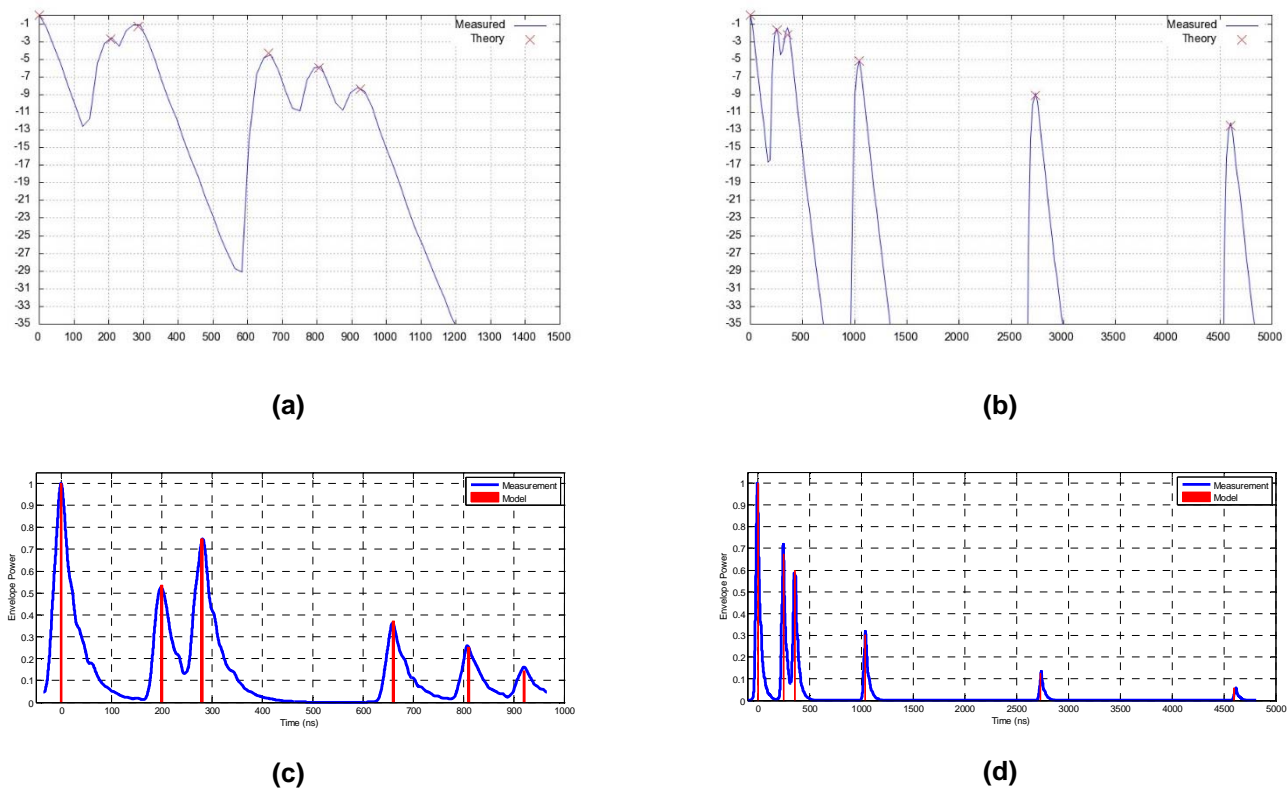 -1
-3
-5
-7
-9
-11
-13
-15
-17
-19
-21
-23
-25
-27
-29
-31
-33
-35
0 100 200 300 400 500 600 700 800 900 1000 1100 1200 1300 1400 1500
Measured
Theory
(a)
-1
-3
-5
-7
-9
-11
-13
-15
-17
-19
-21
-23
-25
-27
-29
-31
-33
-35
0 500 1000 1500 2000 2500 3000 3500 4000 4500 5000
Measured
Theory
(b)
1
0.9
0.8
0.7
0.6
0.5
0.4
0.3
0.2
0.1
0
Envelope Power
0 100 200 300 400 500 600 700 800 900 1000
Time (ns)
Measurement
Model
(c)
1
0.9
0.8
0.7
0.6
0.5
0.4
0.3
0.2
0.1
0
Envelope Power
0 500 1000 1500 2000 2500 3000 3500 4000 4500 5000
Time (ns)
Measurement
Model
(d)